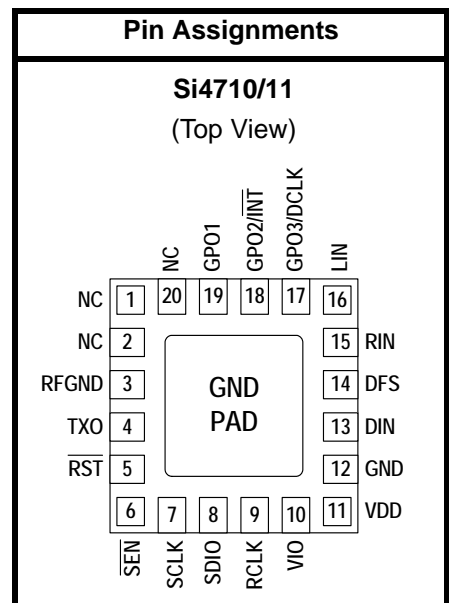 Pin Assignments
Si4710/11
(Top View)
NC
GPO1
GPO2/INT
GPO3/DCLK
LIN
NC 1 20 19 18 17 16
NC 2 15 RIN
RFGND 3 GND 14 DFS
TXO 4 PAD 13 DIN
RST 5 12 GND
6 7 8 9 10 11 VDD
SEN
SCLK
SDIO
RCLK
VIO